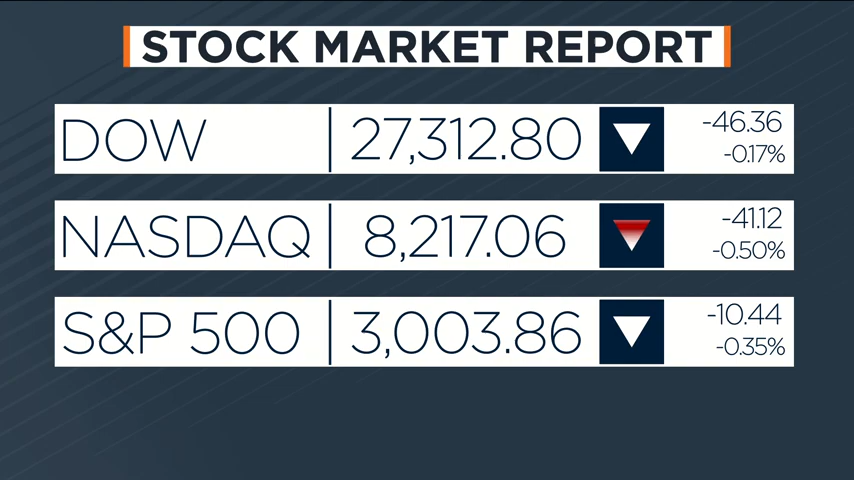 STOCK MARKET REPORT
DOW 27,312.80 -46.36
-0.17%
NASDAQ 8,217.06 -41.12
-0.50%
S&P 500 3,003.86 -10.44
-0.35%